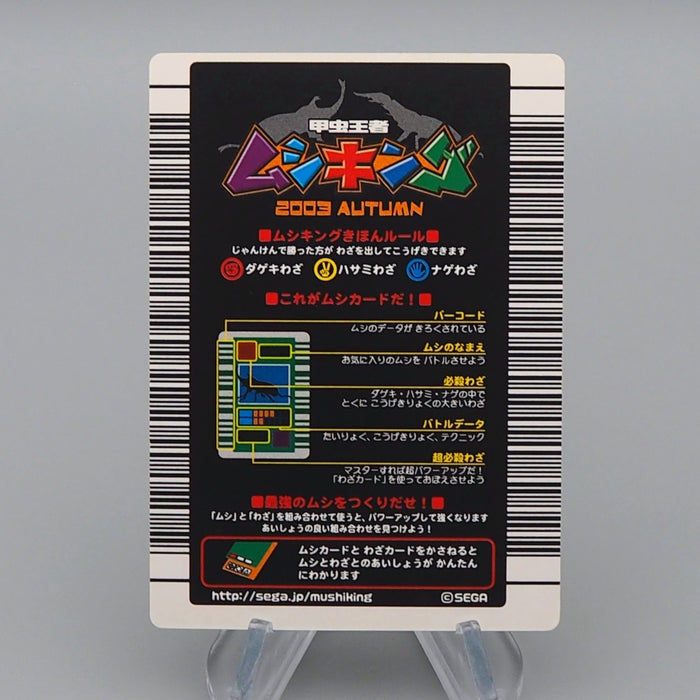 甲虫王者
ムシキング
2003 AUTUMN
■ムシキングきほんルール■
じゃんけんで勝った方が わざを出してこうげきできます
ダゲキわざ ハサミわざ ナゲわざ
■これがムシカードだ！■
バーコード
ムシのデータが きろくされている
ムシのなまえ
お気に入りのムシを バトルさせよう
必殺わざ
ダゲキ・ハサミ・ナゲの中で
とくに こうげきりょくの大きいわざ
バトルデータ
たいりょく、こうげきりょく、テクニック
超必殺わざ
マスターすれば超パワーアップだ！
「わざカード」を使っておぼえさせよう
■最強のムシをつくりだせ！■
「ムシ」と「わざ」を組み合わせて使うと、パワーアップして強くなります
あいしょうの良い組み合わせを見つけよう！
ムシカードと わざカードをかさねると
ムシとわざとのあいしょうが かんたん
にわかります
http://sega.jp/mushiking ©SEGA